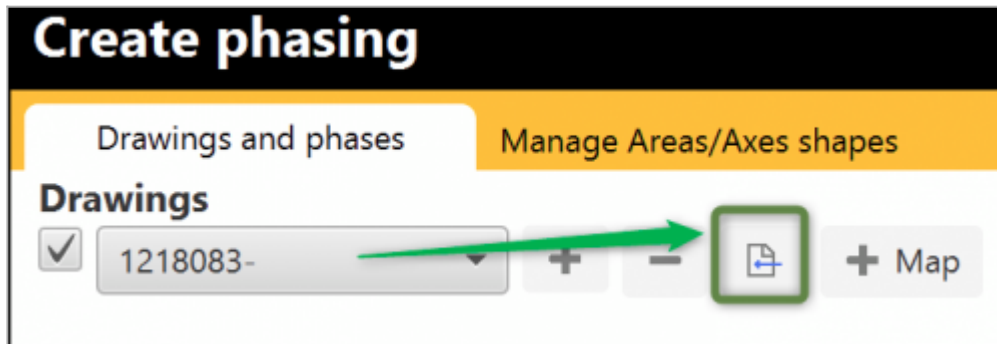 Create phasing
Drawings and phases Manage Areas/Axes shapes
Drawings
1218083- + Map